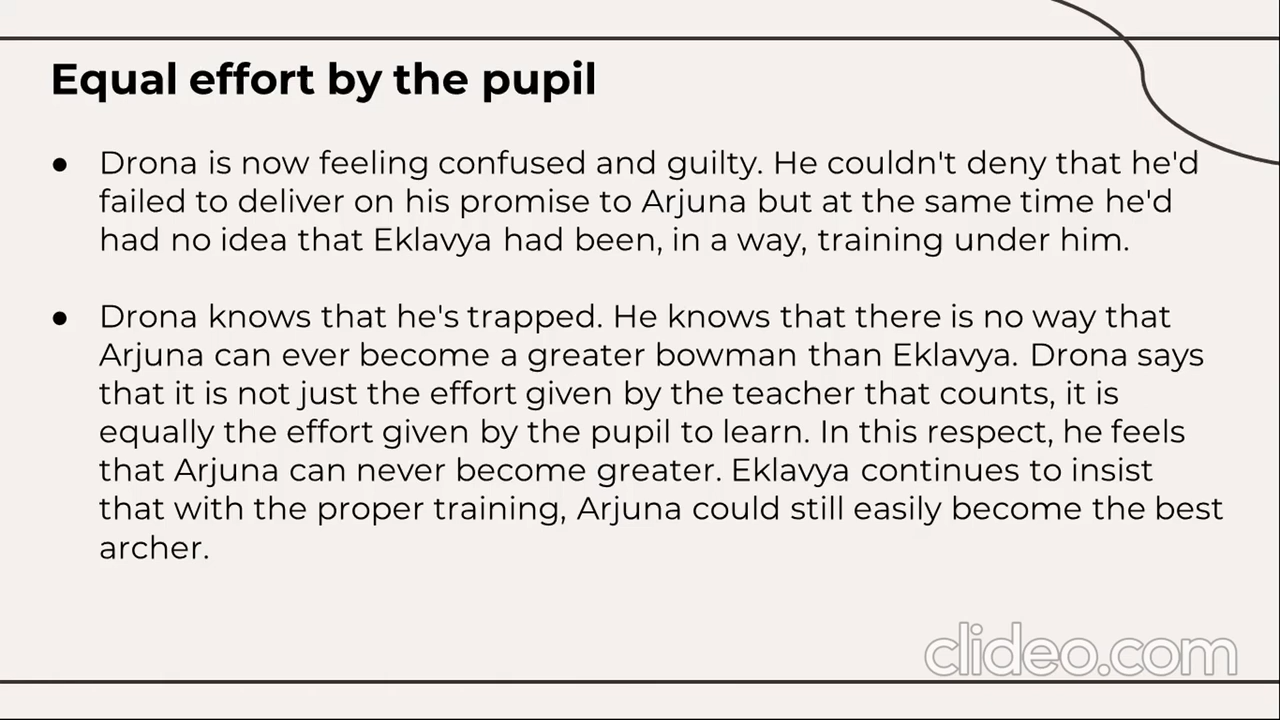 Equal effort by the pupil
● Drona is now feeling confused and guilty. He couldn't deny that he'd
failed to deliver on his promise to Arjuna but at the same time he'd
had no idea that Eklavya had been, in a way, training under him.
● Drona knows that he's trapped. He knows that there is no way that
Arjuna can ever become a greater bowman than Eklavya. Drona says
that it is not just the effort given by the teacher that counts, it is
equally the effort given by the pupil to learn. In this respect, he feels
that Arjuna can never become greater. Eklavya continues to insist
that with the proper training, Arjuna could still easily become the best
archer.
clideo.com